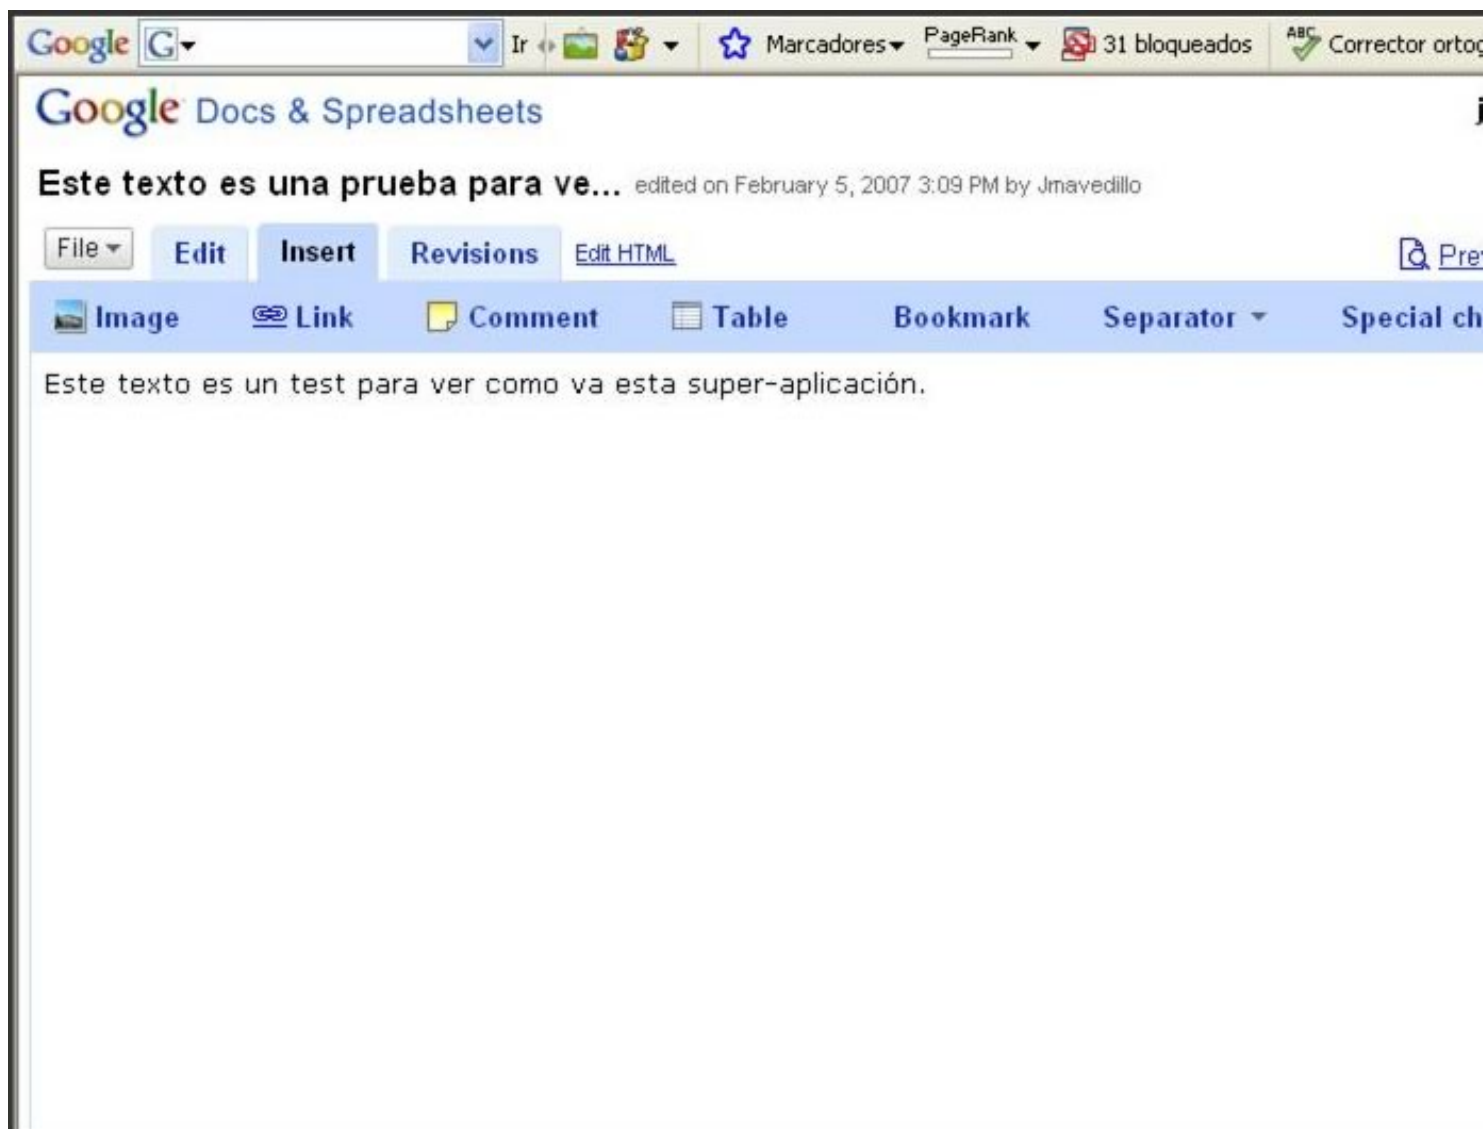 Google G Ir Marcadores PageRank 31 bloqueados ABC Corrector ortog
Google Docs & Spreadsheets j
Este texto es una prueba para ve... edited on February 5, 2007 3:09 PM by Jmavedillo
File Edit Insert Revisions Edit HTML Prev
Image Link Comment Table Bookmark Separator Special ch
Este texto es un test para ver como va esta super-aplicación.